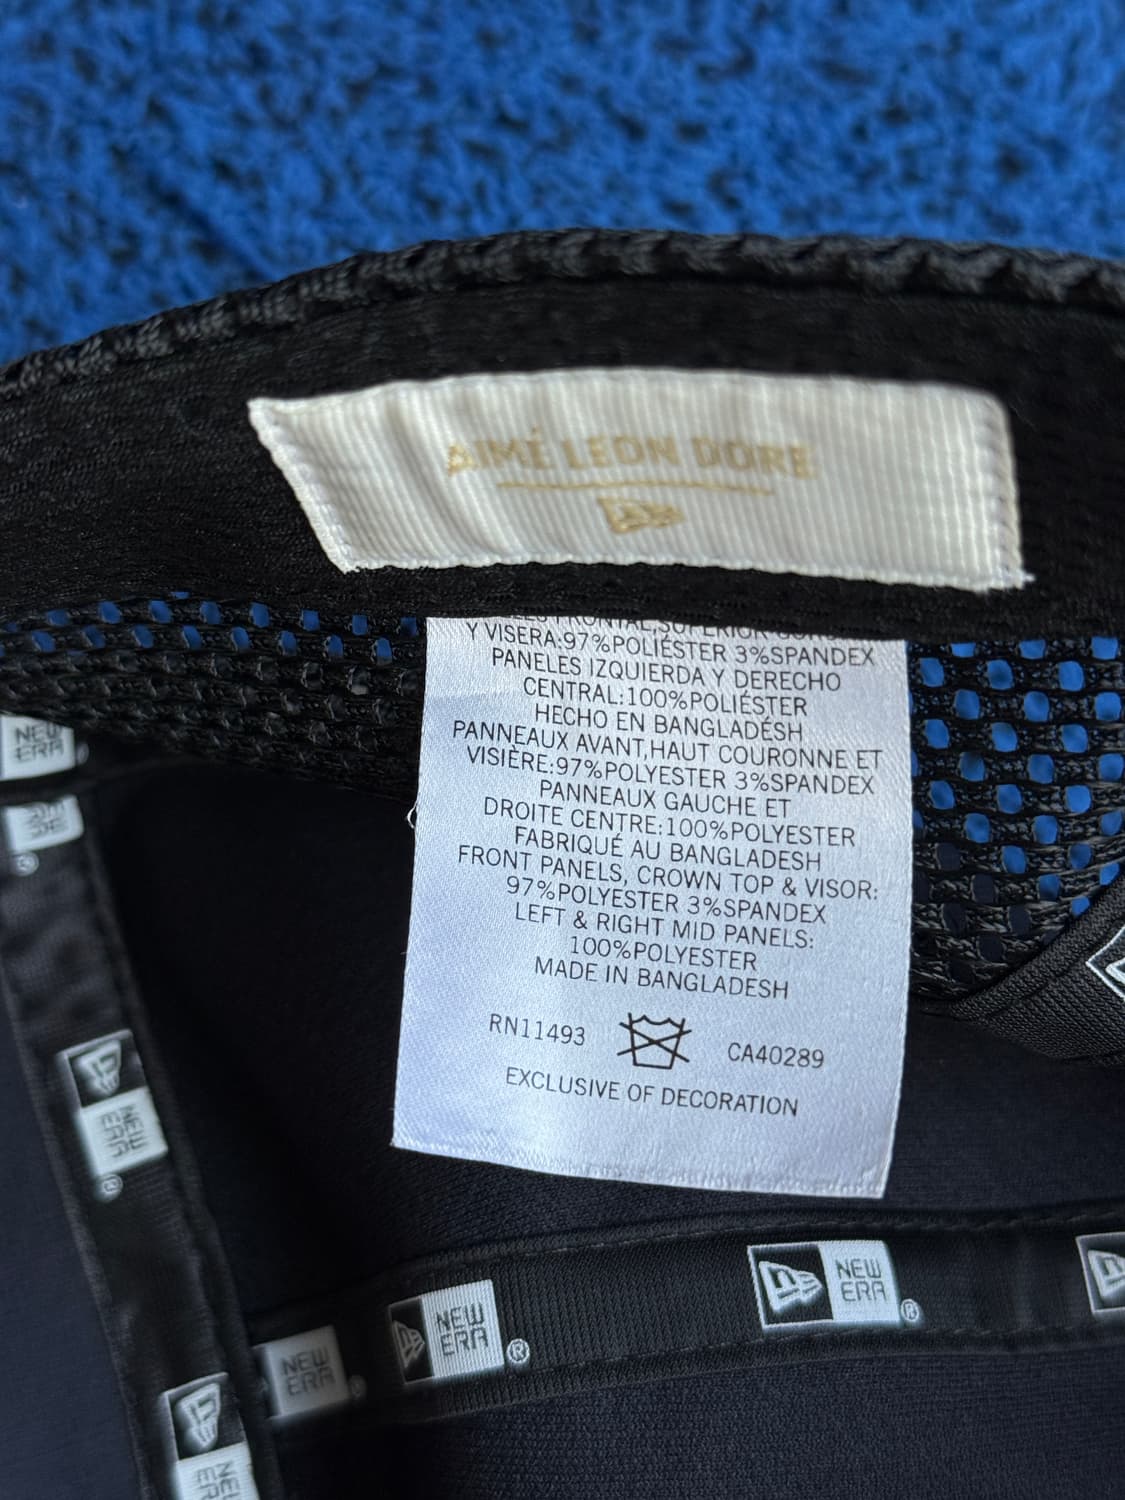 AIMÉ LEON DORE
Y VISERA:97%POLIÉSTER 3%SPANDEX
PANELES IZQUIERDA Y DERECHO
CENTRAL:100%POLIÉSTER
HECHO EN BANGLADÉSH
PANNEAUX AVANT,HAUT COURONNE ET
VISIÈRE:97%POLYESTER 3%SPANDEX
PANNEAUX GAUCHE ET
DROITE CENTRE:100%POLYESTER
FABRIQUÉ AU BANGLADESH
FRONT PANELS, CROWN TOP & VISOR:
97%POLYESTER 3%SPANDEX
LEFT & RIGHT MID PANELS:
100%POLYESTER
MADE IN BANGLADESH
RN11493 CA40289
EXCLUSIVE OF DECORATION
NEW
ERA
NEW
ERA
®
NEW
ERA
®
NEW
ERA
®
NEW
ERA
NEW